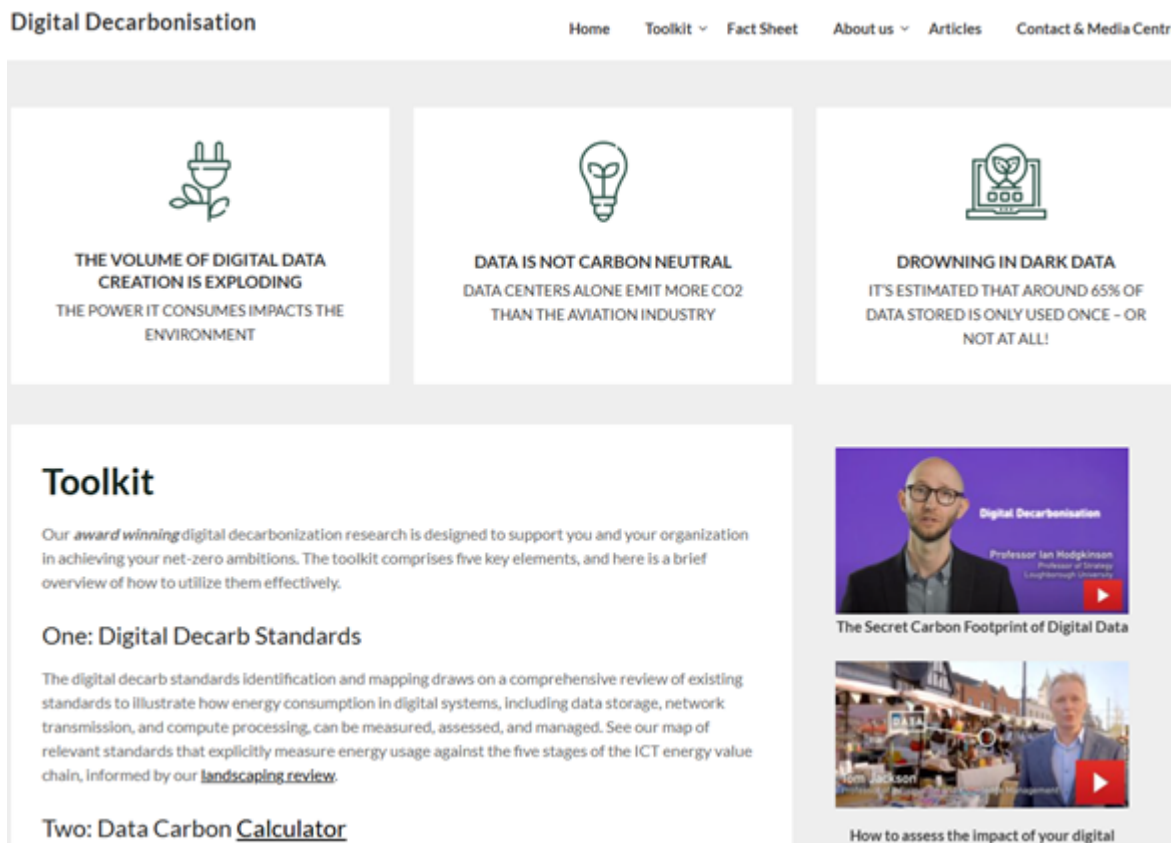 Digital Decarbonisation
Home Toolkit Fact Sheet About us Articles Contact & Media Centr
THE VOLUME OF DIGITAL DATA
CREATION IS EXPLODING
THE POWER IT CONSUMES IMPACTS THE
ENVIRONMENT
DATA IS NOT CARBON NEUTRAL
DATA CENTERS ALONE EMIT MORE CO2
THAN THE AVIATION INDUSTRY
DROWNING IN DARK DATA
IT'S ESTIMATED THAT AROUND 65% OF
DATA STORED IS ONLY USED ONCE – OR
NOT AT ALL!
Toolkit
Our award winning digital decarbonization research is designed to support you and your organization
in achieving your net-zero ambitions. The toolkit comprises five key elements, and here is a brief
overview of how to utilize them effectively.
One: Digital Decarb Standards
The digital decarb standards identification and mapping draws on a comprehensive review of existing
standards to illustrate how energy consumption in digital systems, including data storage, network
transmission, and compute processing, can be measured, assessed, and managed. See our map of
relevant standards that explicitly measure energy usage against the five stages of the ICT energy value
chain, informed by our landscaping review.
Two: Data Carbon Calculator
Digital Decarbonisation
Professor Ian Hodgkinson
Professor of Strategy
Loughborough University
The Secret Carbon Footprint of Digital Data
DATA
Tom Jackson
Professor of
Management
How to assess the impact of your digital